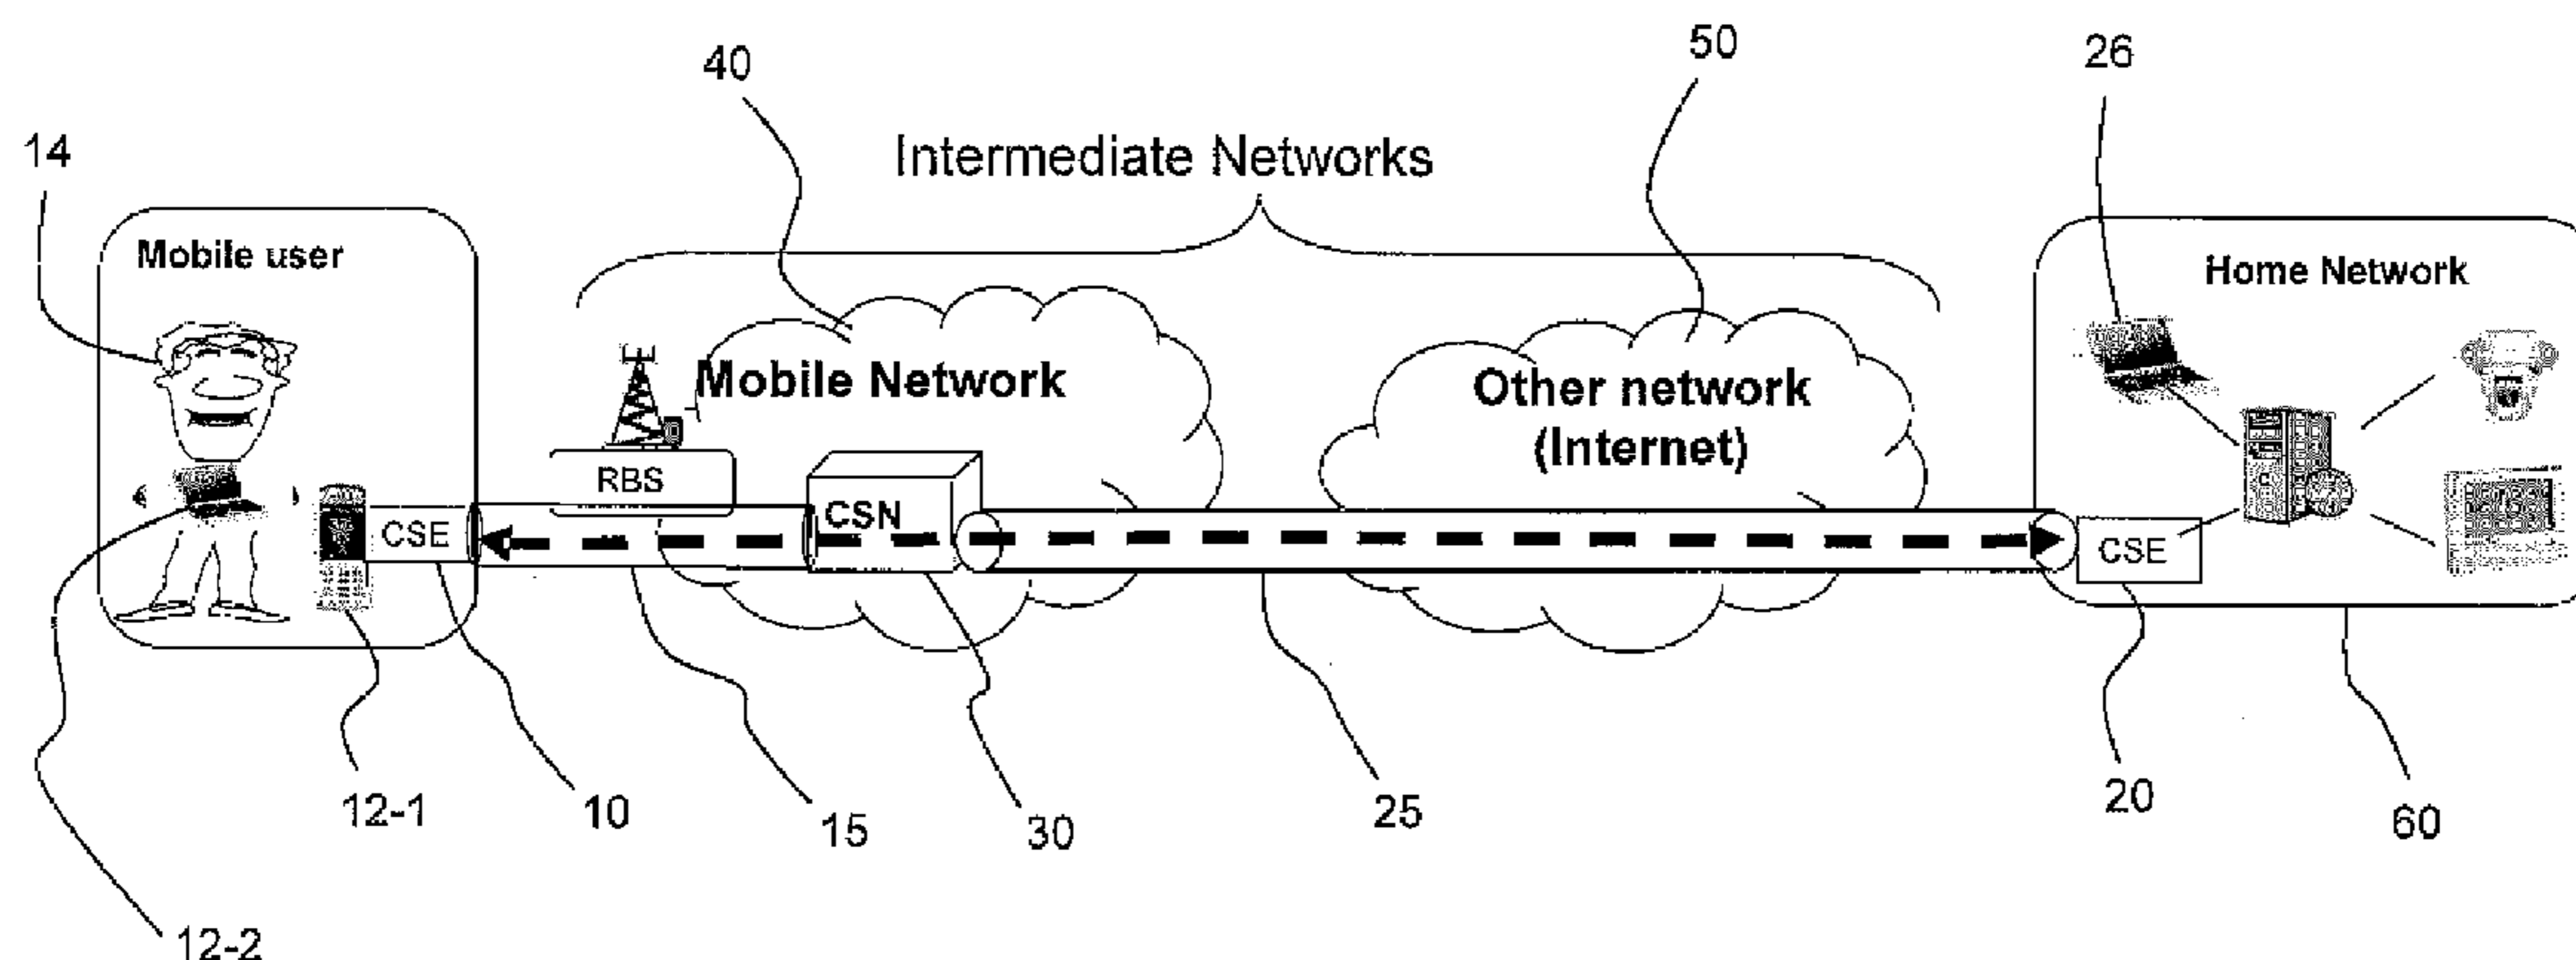 40
50
26
14
Intermediate Networks
Mobile user
Home Network
Mobile Network
Other network
(Internet)
RBS
CSE
CSN
CSE
12-1
10
15
30
25
20
60
12-2